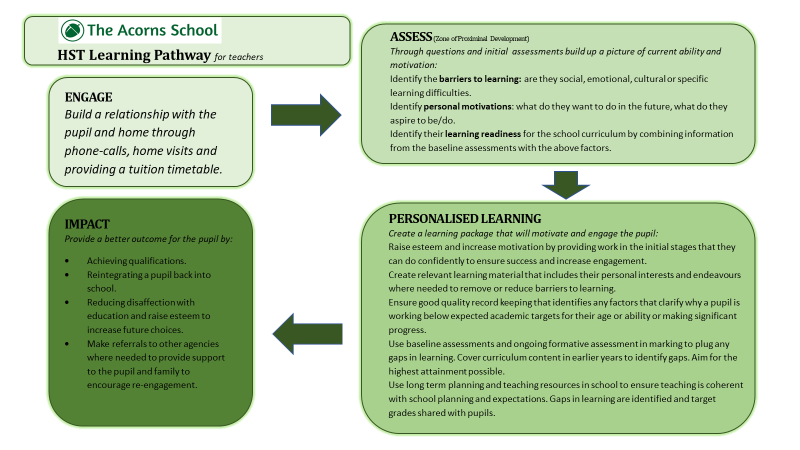 The Acorns School
HST Learning Pathway for teachers
ENGAGE
Build a relationship with the
pupil and home through
phone-calls, home visits and
providing a tuition timetable.
ASSESS (Zone of Proximinal Development)
Through questions and initial assessments build up a picture of current ability and
motivation:
Identify the barriers to learning: are they social, emotional, cultural or specific
learning difficulties.
Identify personal motivations: what do they want to do in the future, what do they
aspire to be/do.
Identify their learning readiness for the school curriculum by combining information
from the baseline assessments with the above factors.
PERSONALISED LEARNING
Create a learning package that will motivate and engage the pupil:
Raise esteem and increase motivation by providing work in the initial stages that they
can do confidently to ensure success and increase engagement.
Create relevant learning material that includes their personal interests and endeavours
where needed to remove or reduce barriers to learning.
Ensure good quality record keeping that identifies any factors that clarify why a pupil is
working below expected academic targets for their age or ability or making significant
progress.
Use baseline assessments and ongoing formative assessment in marking to plug any
gaps in learning. Cover curriculum content in earlier years to identify gaps. Aim for the
highest attainment possible.
Use long term planning and teaching resources in school to ensure teaching is coherent
with school planning and expectations. Gaps in learning are identified and target
grades shared with pupils.
IMPACT
Provide a better outcome for the pupil by:
• Achieving qualifications.
• Reintegrating a pupil back into
school.
• Reducing disaffection with
education and raise esteem to
increase future choices.
• Make referrals to other agencies
where needed to provide support
to the pupil and family to
encourage re-engagement.